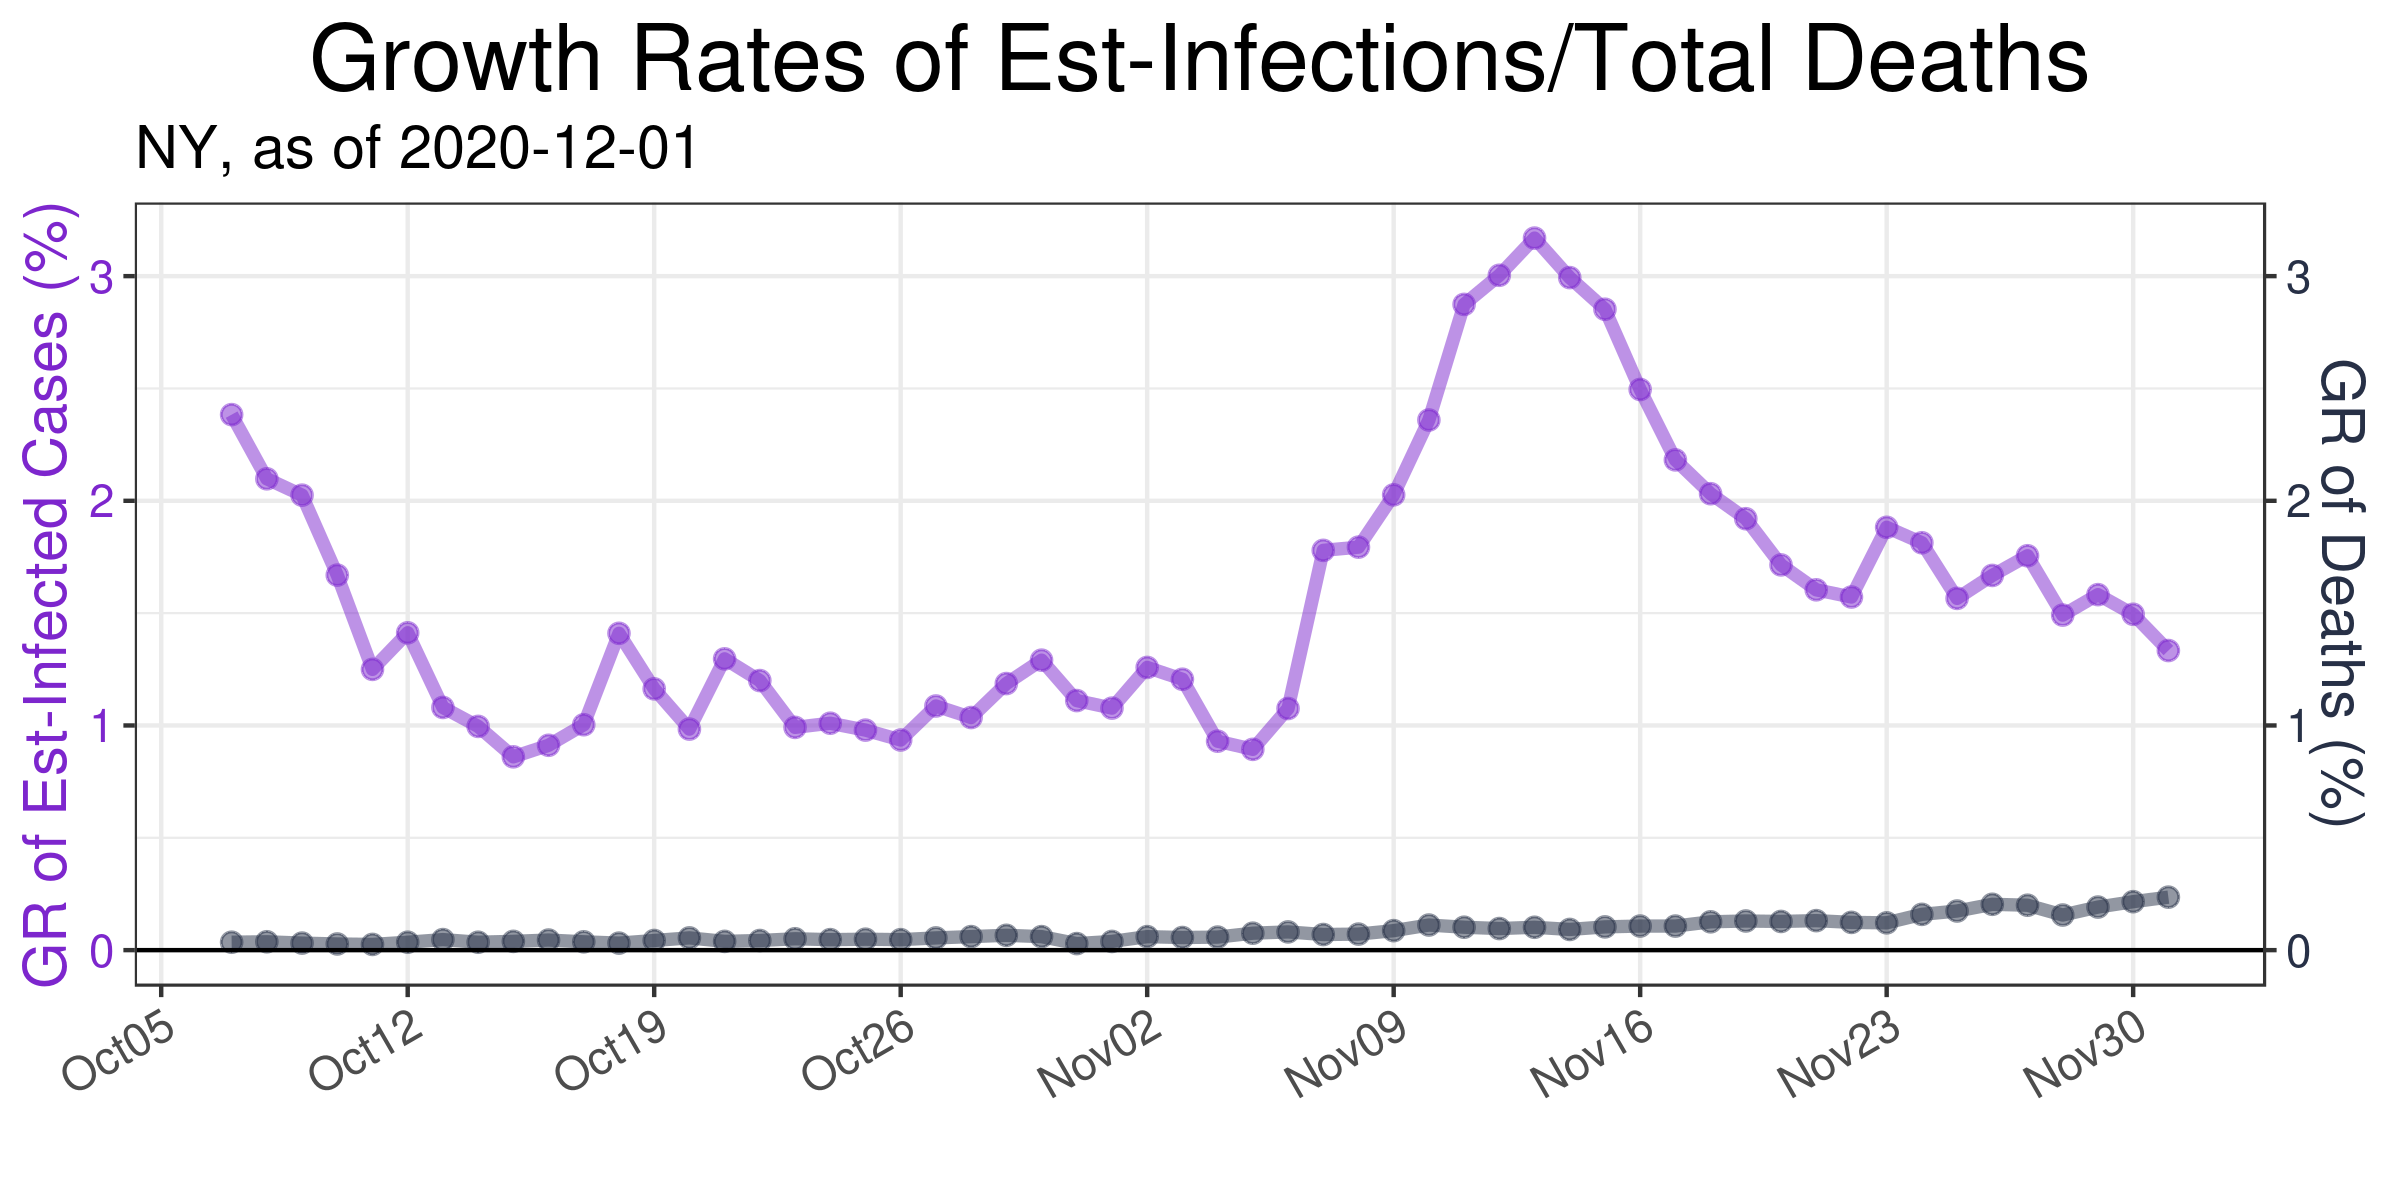 Growth Rates of Est-Infections/Total Deaths
NY, as of 2020-12-01
GR of Est-Infected Cases (%)
3
2
1
0
3
2
1
0
GR of Deaths (%)
Oct05
Oct12
Oct19
Oct26
Nov02
Nov09
Nov16
Nov23
Nov30